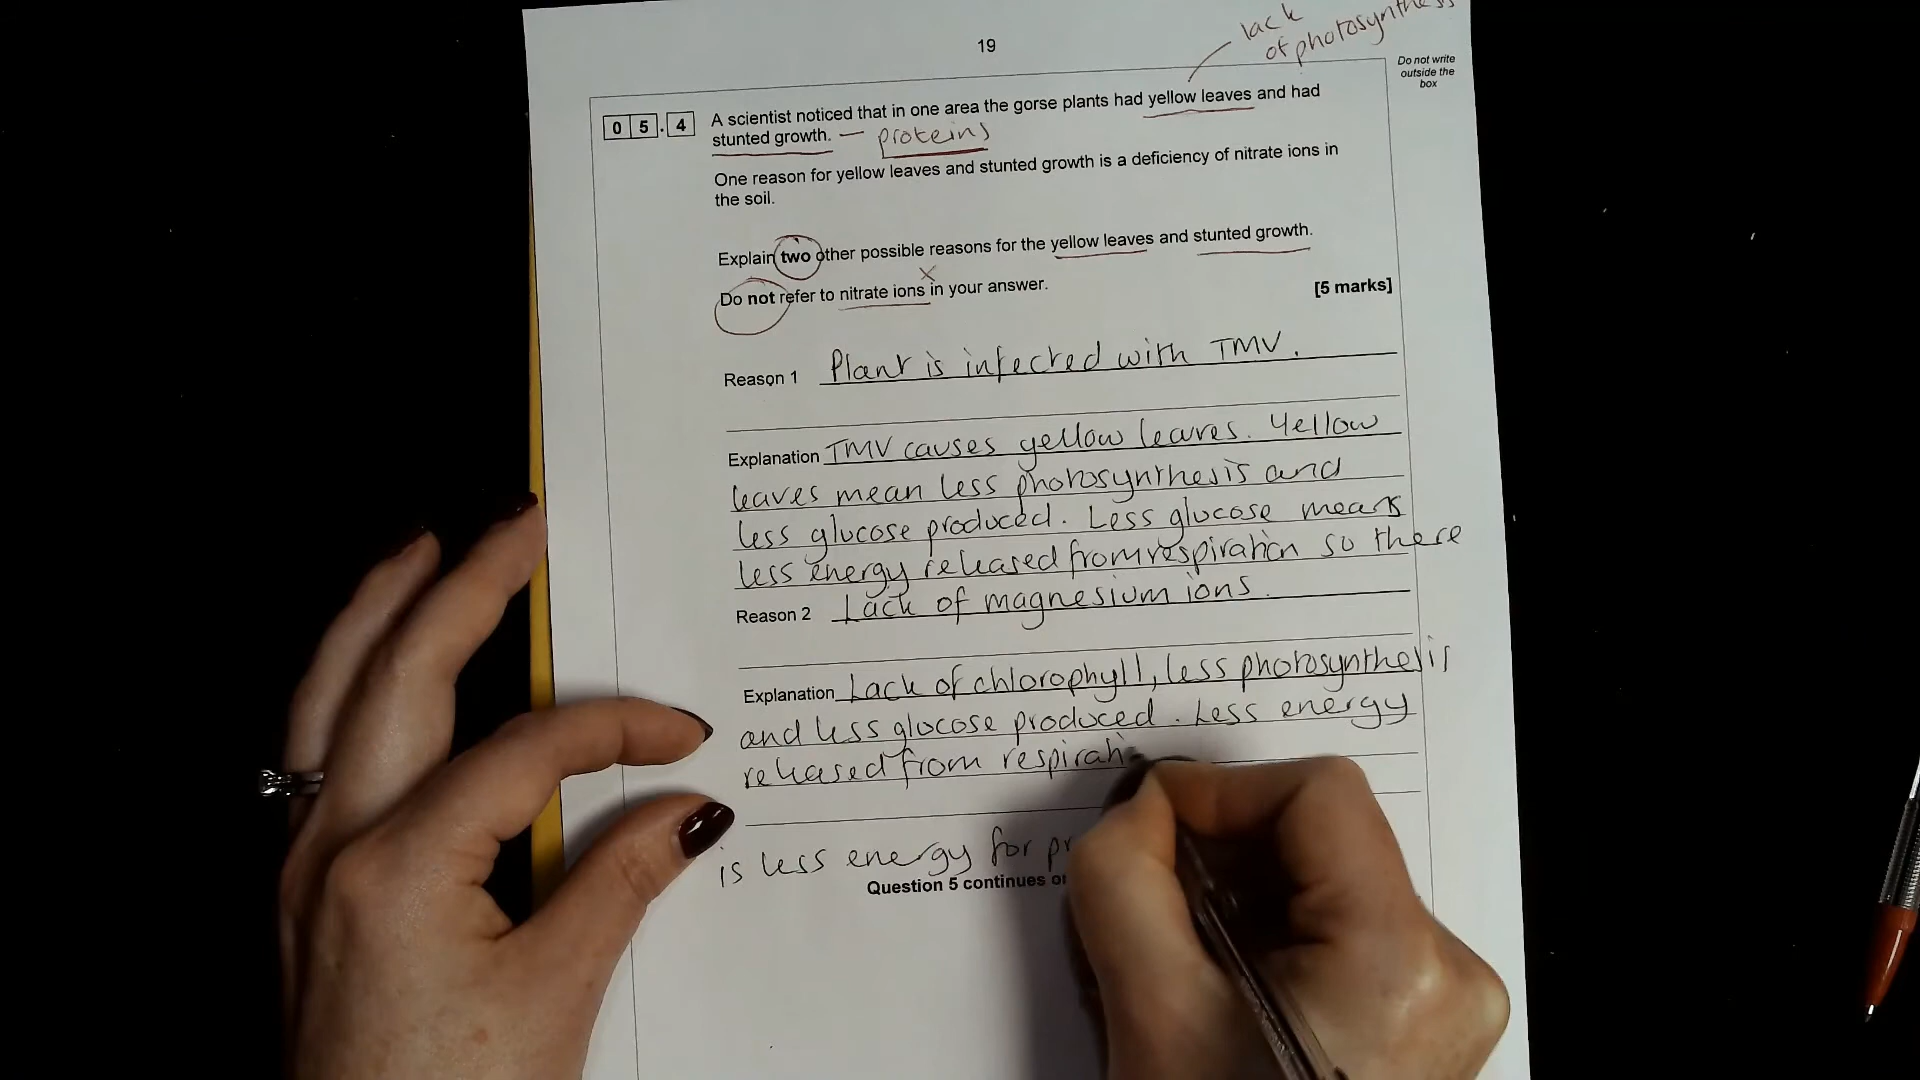 lack
of photosynthesis
19
Do not write
outside the
box
05.4
A scientist noticed that in one area the gorse plants had yellow leaves and had
stunted growth. — proteins
One reason for yellow leaves and stunted growth is a deficiency of nitrate ions in
the soil.
Explain two other possible reasons for the yellow leaves and stunted growth.
x
Do not refer to nitrate ions in your answer.
[5 marks]
Reason 1 Plant is infected with TMV.
Explanation TMV causes yellow leaves. Yellow
leaves mean less photosynthesis and
less glucose produced. Less glucose means
less energy released from respiration so there
Reason 2 Lack of magnesium ions.
Explanation Lack of chlorophyll, less photosynthesis
and less glucose produced. Less energy
released from
is less energy for
Question 5 continues